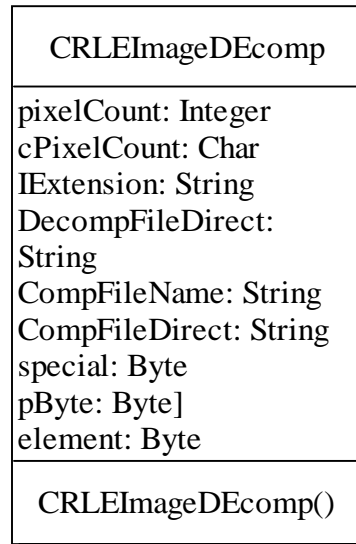 CRLEImageDEcomp
pixelCount: Integer
cPixelCount: Char
IExtension: String
DecompFileDirect:
String
CompFileName: String
CompFileDirect: String
special: Byte
pByte: Byte]
element: Byte
CRLEImageDEcomp()